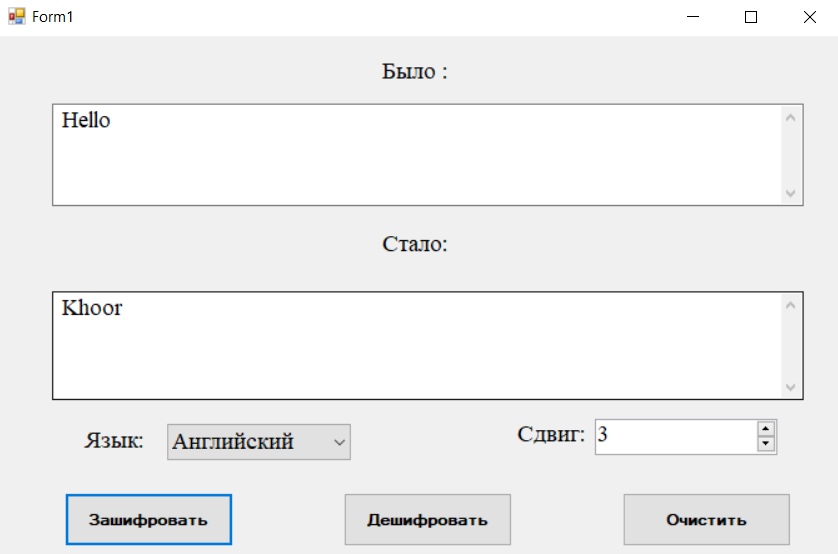 Form1
Было :
Hello
Стало:
Khoor
Язык: Английский Сдвиг: 3
Зашифровать Дешифровать Очистить